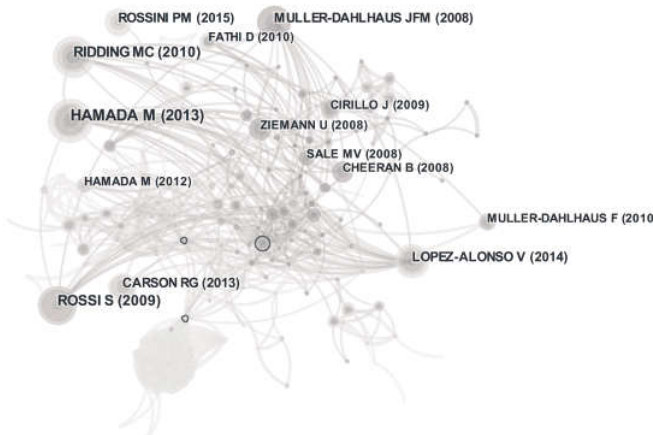 ROSSINI PM (2015)
MULLER-DAHLHAUS JFM (2008)
FATHI D (2010)
RIDDING MC (2010)
CIRILLO J (2009)
HAMADA M (2013)
ZIEMANN U (2008)
SALE MV (2008)
CHEERAN B (2008)
HAMADA M (2012)
MULLER-DAHLHAUS F (2010
LOPEZ-ALONSO V (2014)
CARSON RG (2013)
ROSSI S (2009)